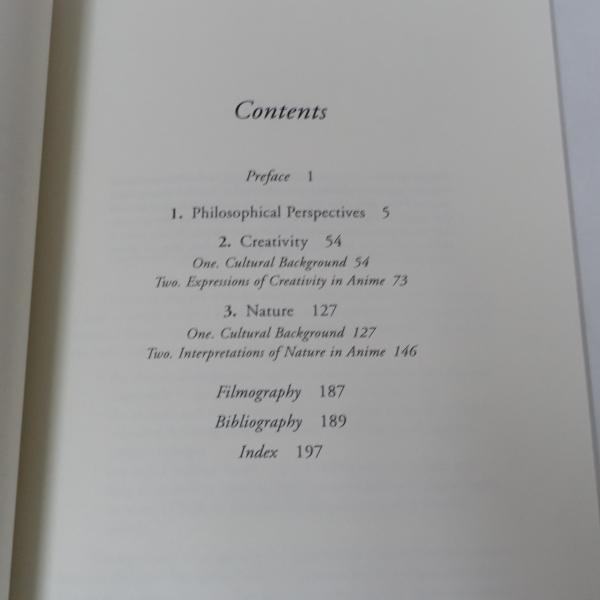 Contents
Preface 1
1. Philosophical Perspectives 5
2. Creativity 54
One. Cultural Background 54
Two. Expressions of Creativity in Anime 73
3. Nature 127
One. Cultural Background 127
Two. Interpretations of Nature in Anime 146
Filmography 187
Bibliography 189
Index 197